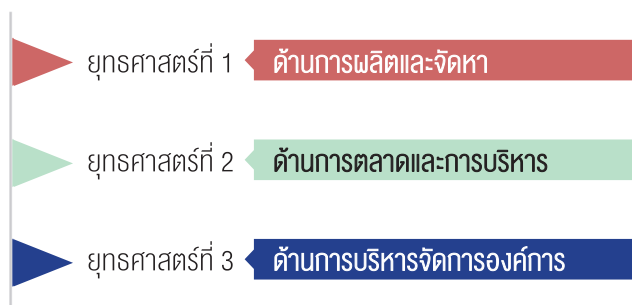 ยุทธศาสตร์ที่ 1 ด้านการผลิตและจัดหา
ยุทธศาสตร์ที่ 2 ด้านการตลาดและการบริหาร
ยุทธศาสตร์ที่ 3 ด้านการบริหารจัดการองค์การ